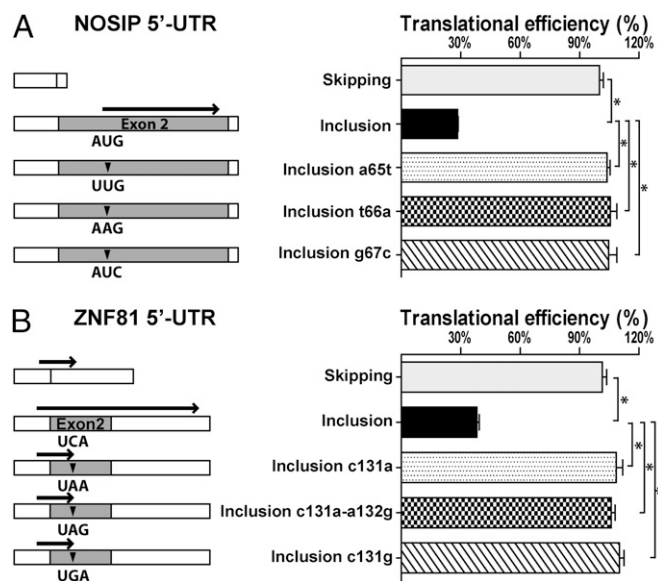 A NOSIP 5'-UTR
Translational efficiency (%)
30% 60% 90% 120%
Skipping
Exon 2
Inclusion
AUG
Inclusion a65t
UUG
Inclusion t66a
AAG
Inclusion g67c
AUC
*
*
*
*
B ZNF81 5'-UTR
Translational efficiency (%)
30% 60% 90% 120%
Skipping
Exon2
Inclusion
UCA
Inclusion c131a
UAA
Inclusion c131a-a132g
UAG
Inclusion c131g
UGA
*
*
*
*